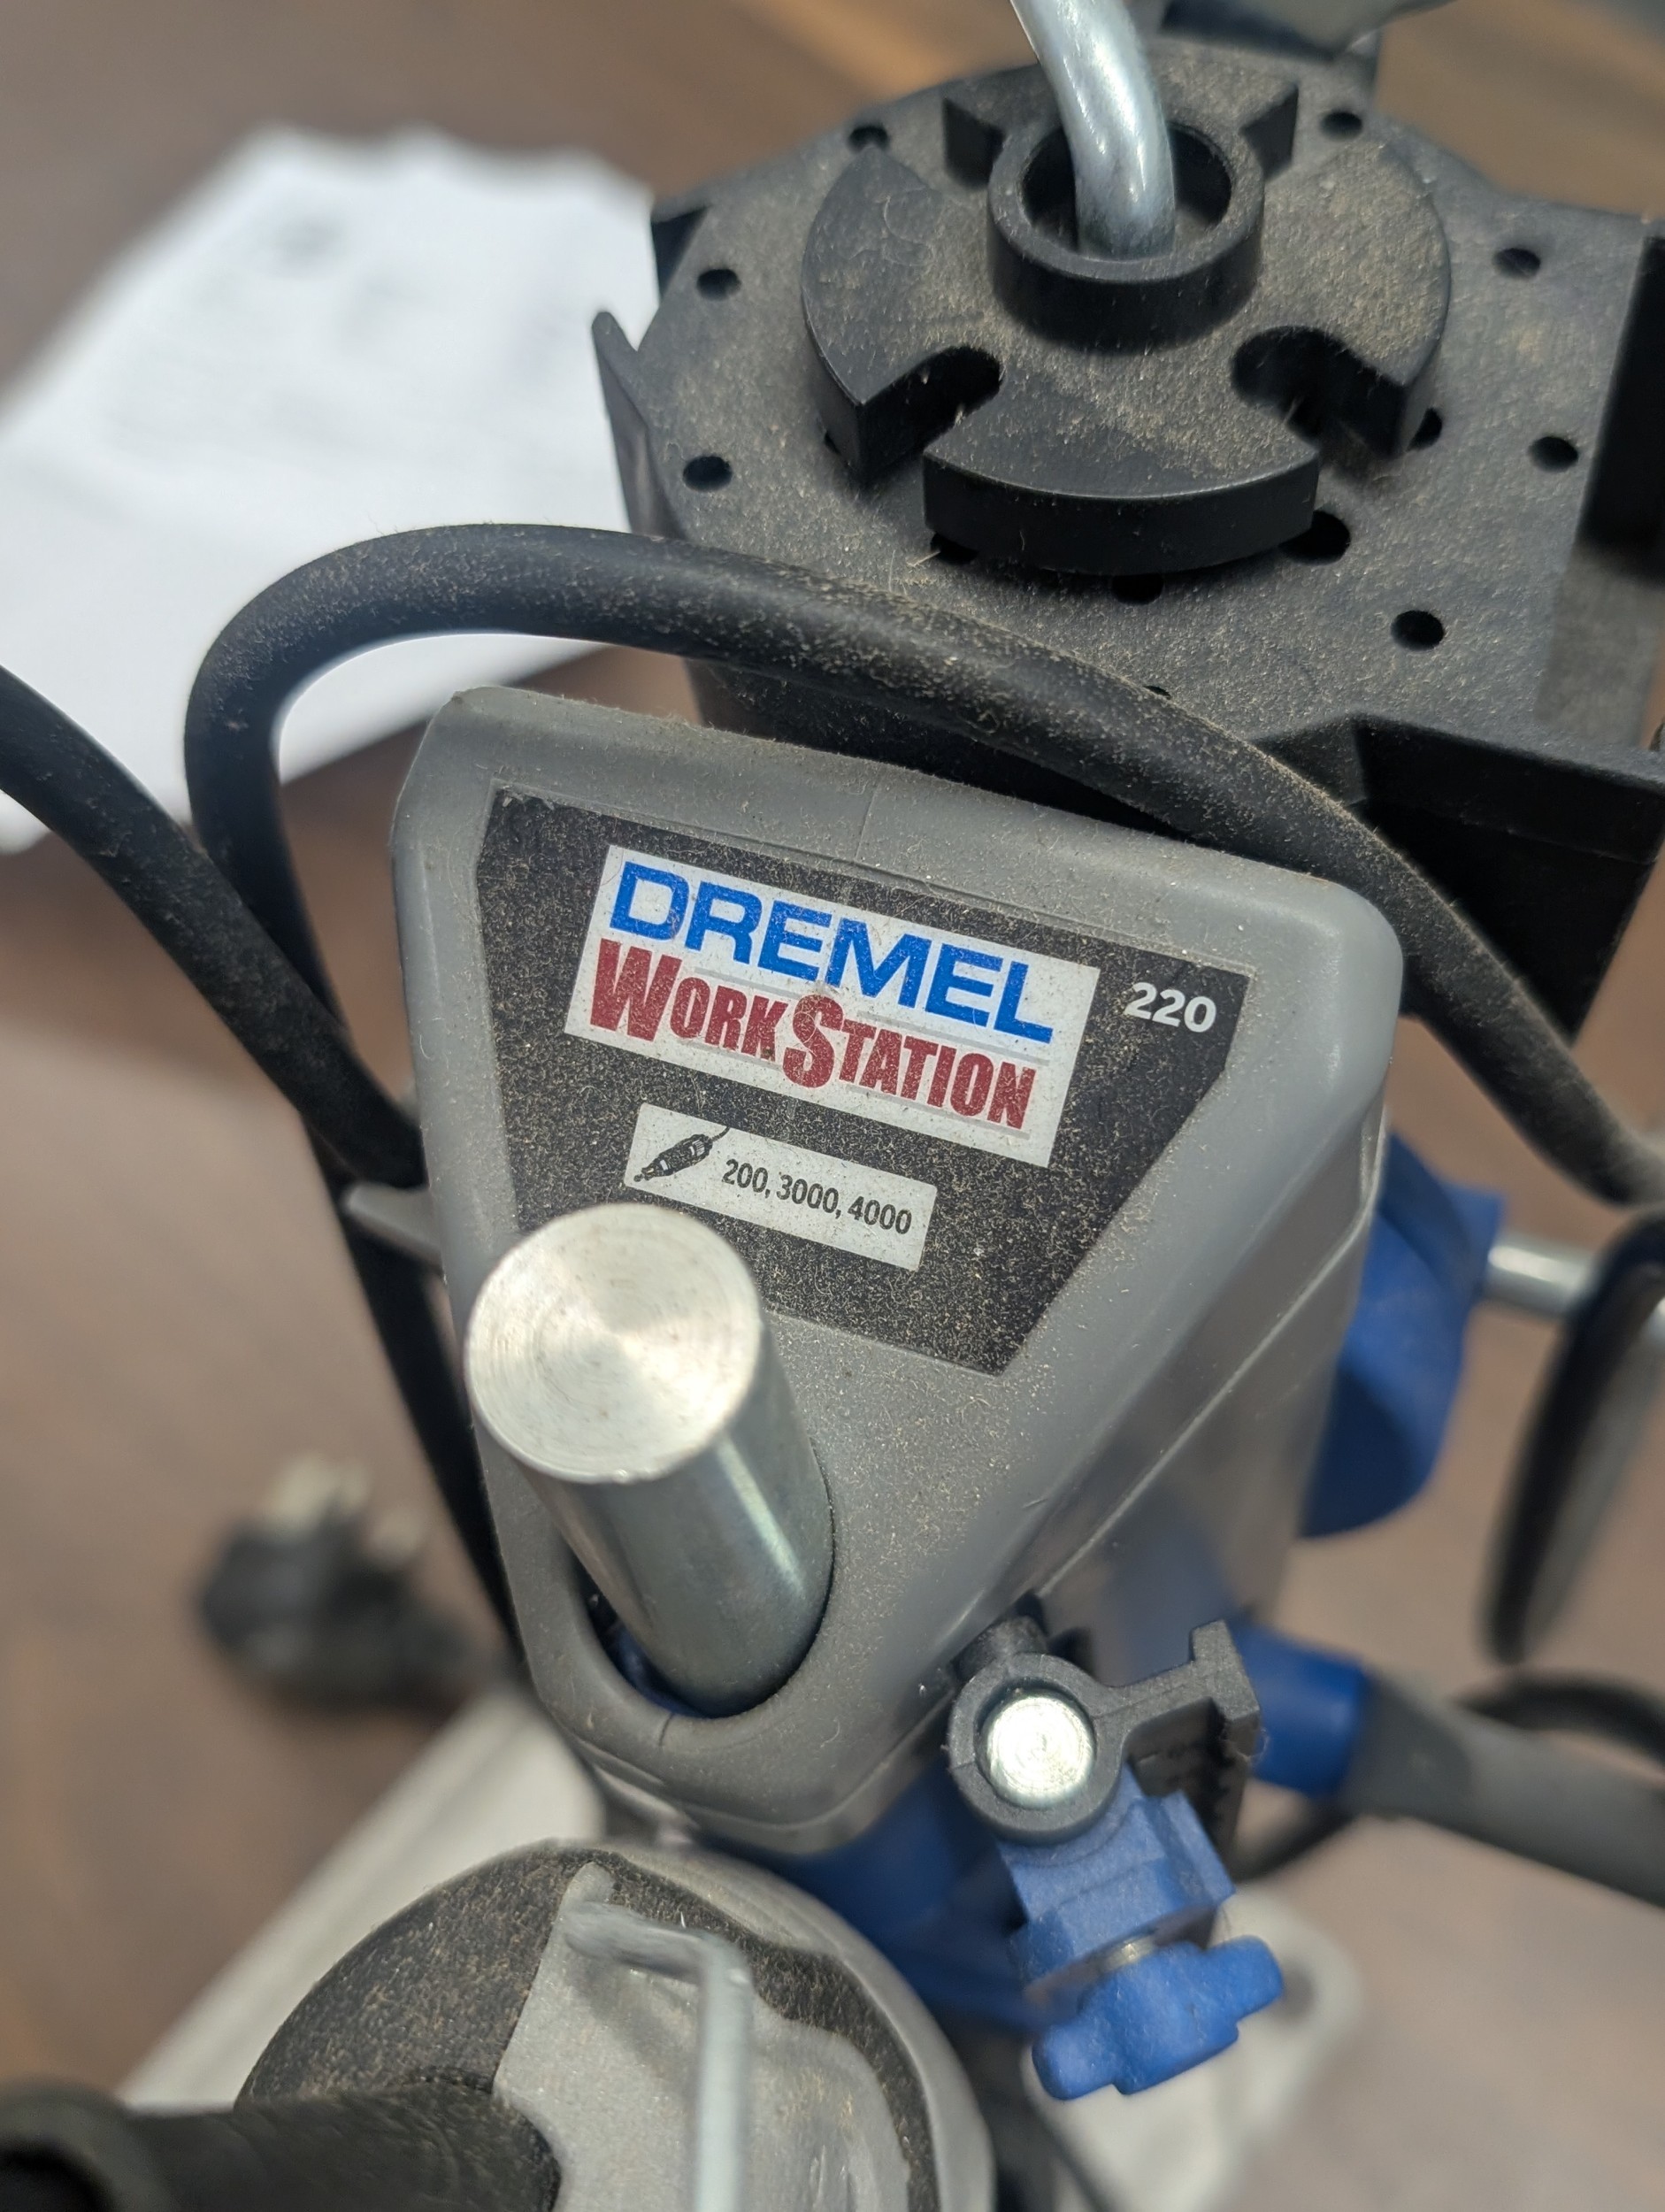 DREMEL
WORKSTATION
220
200, 3000, 4000